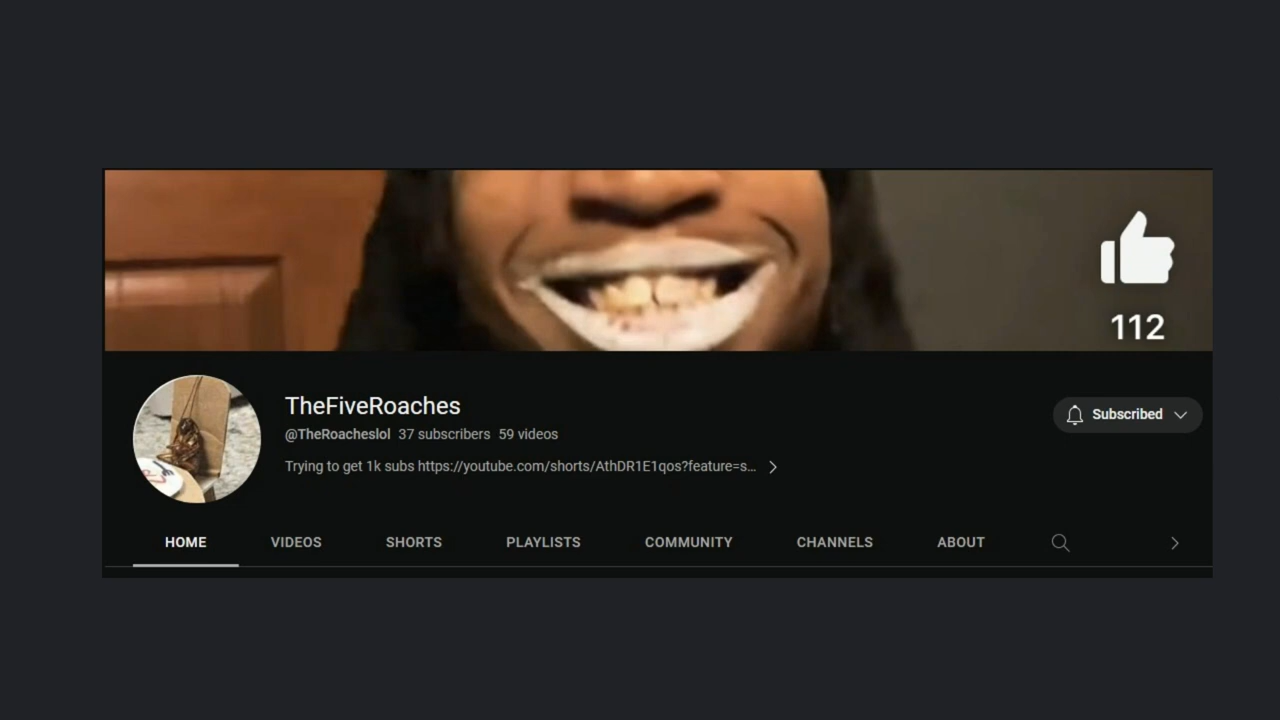 112
TheFiveRoaches
Subscribed
@TheRoacheslol 37 subscribers 59 videos
Trying to get 1k subs https://youtube.com/shorts/AthDR1E1qos?feature=s...
HOME VIDEOS SHORTS PLAYLISTS COMMUNITY CHANNELS ABOUT